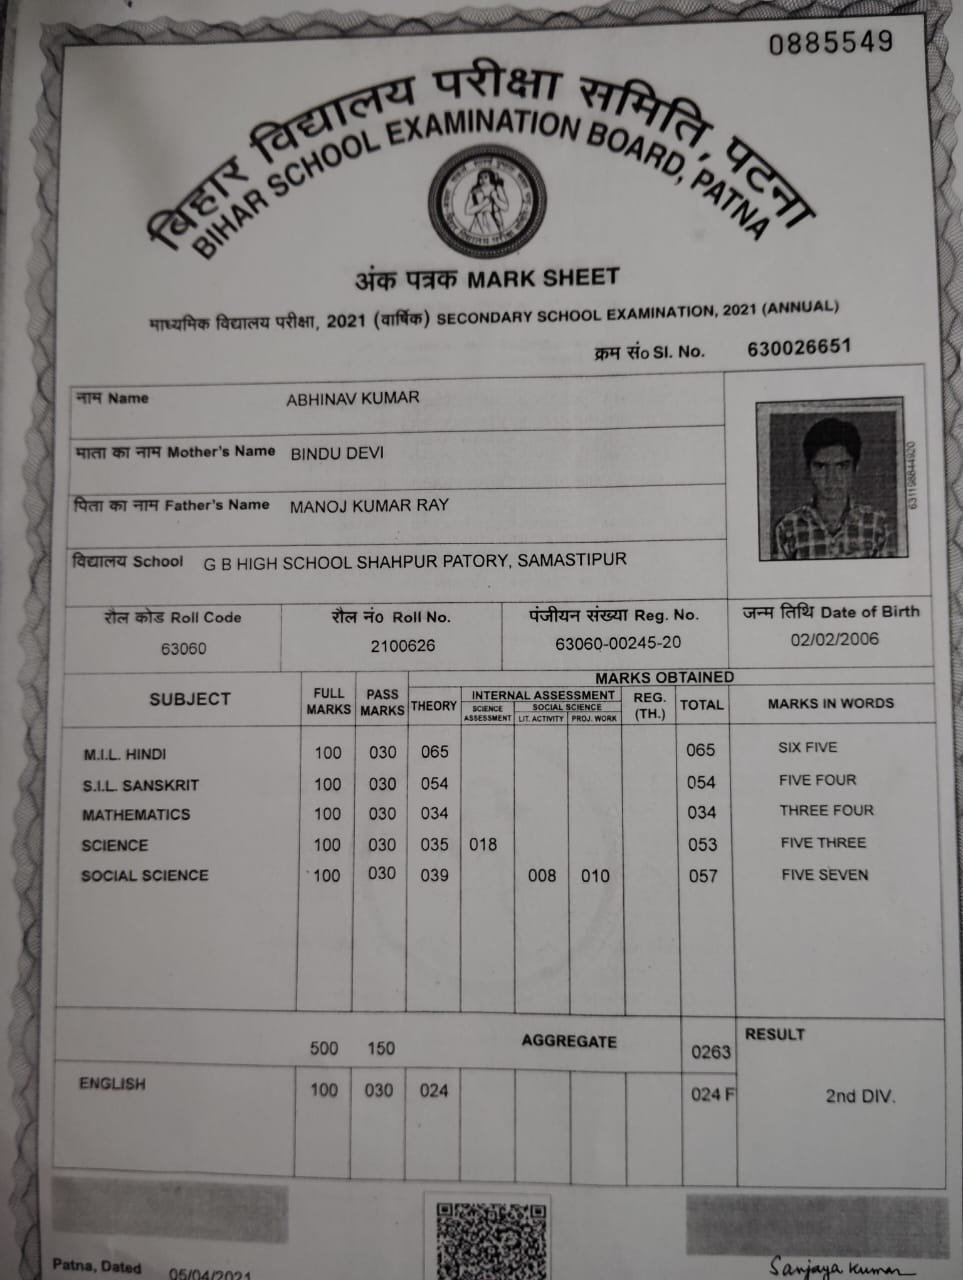 0885549
बिहार विद्यालय परीक्षा समिति, पटना
BIHAR SCHOOL EXAMINATION BOARD, PATNA
अंक पत्रक MARK SHEET
माध्यमिक विद्यालय परीक्षा, 2021 (वार्षिक) SECONDARY SCHOOL EXAMINATION, 2021 (ANNUAL)
क्रम सं० Sl. No. 630026651
नाम Name ABHINAV KUMAR
माता का नाम Mother's Name BINDU DEVI
पिता का नाम Father's Name MANOJ KUMAR RAY
विद्यालय School G B HIGH SCHOOL SHAHPUR PATORY, SAMASTIPUR
631198844920
रौल कोड Roll Code रौल नं० Roll No. पंजीयन संख्या Reg. No. जन्म तिथि Date of Birth
63060 2100626 63060-00245-20 02/02/2006
MARKS OBTAINED
SUBJECT FULL MARKS PASS MARKS THEORY INTERNAL ASSESSMENT REG. (TH.) TOTAL MARKS IN WORDS
SCIENCE ASSESSMENT SOCIAL SCIENCE
LIT. ACTIVITY PROJ. WORK
M.I.L. HINDI 100 030 065 065 SIX FIVE
S.I.L. SANSKRIT 100 030 054 054 FIVE FOUR
MATHEMATICS 100 030 034 034 THREE FOUR
SCIENCE 100 030 035 018 053 FIVE THREE
SOCIAL SCIENCE 100 030 039 008 010 057 FIVE SEVEN
500 150 AGGREGATE 0263 RESULT
ENGLISH 100 030 024 024 F 2nd DIV.
Patna, Dated 05/04/2021
Sanjaya Kumar